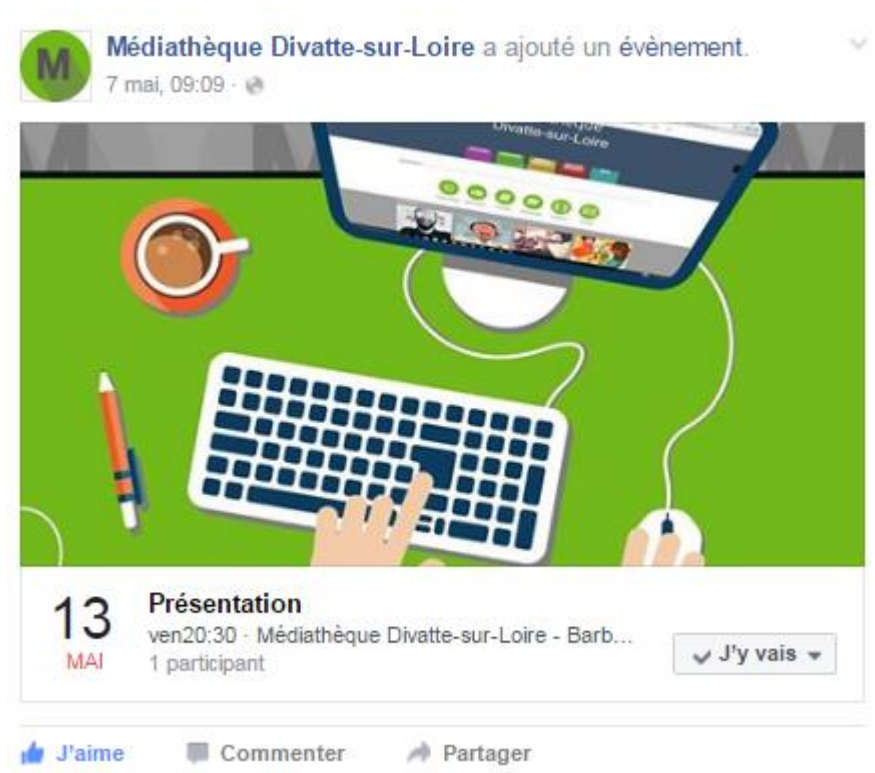 M
Médiathèque Divatte-sur-Loire a ajouté un évènement.
7 mai, 09:09 ·
Divatte-sur-Loire
13
MAI
Présentation
ven20:30 · Médiathèque Divatte-sur-Loire - Barb...
1 participant
J'y vais
J'aime
Commenter
Partager